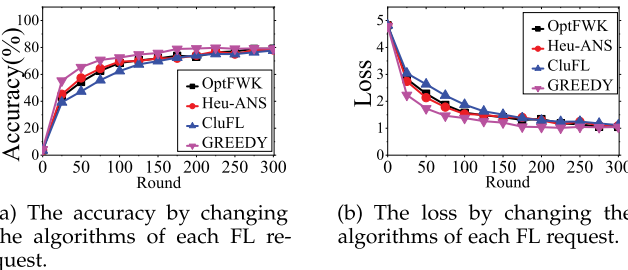 100
80
60
40
20
0
Accuracy(%)
OptFWK
Heu-ANS
CluFL
GREEDY
0 50 100 150 200 250 300
Round
5
4
3
2
1
0
Loss
OptFWK
Heu-ANS
CluFL
GREEDY
0 50 100 150 200 250 300
Round
a) The accuracy by changing
he algorithms of each FL re-
quest.
(b) The loss by changing the
algorithms of each FL request.